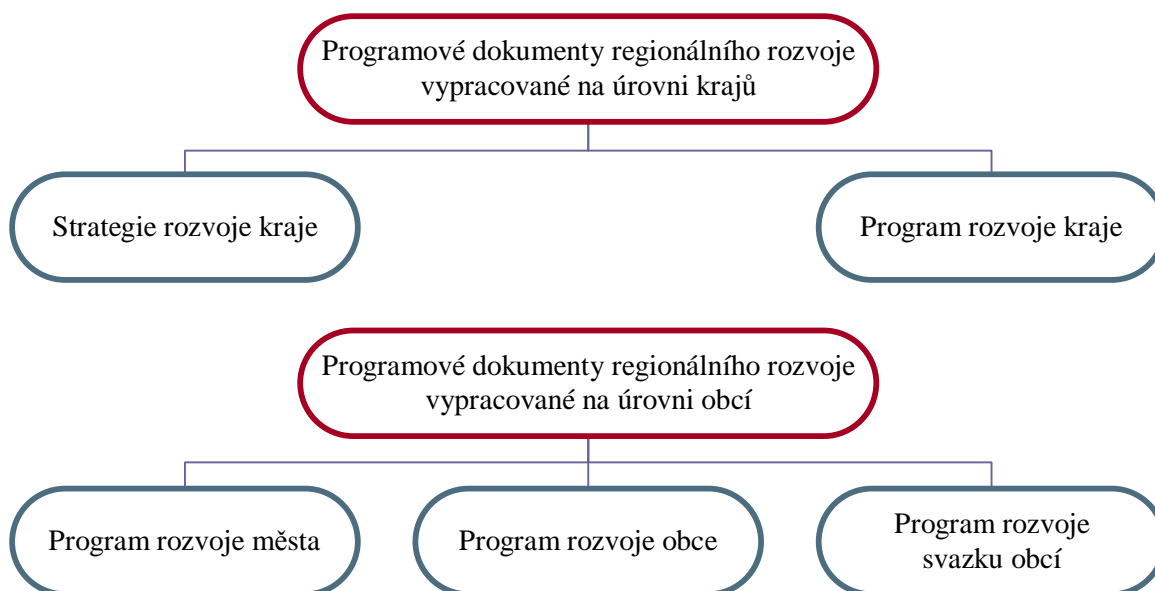 Programové dokumenty regionálního rozvoje
vypracované na úrovni krajů
Strategie rozvoje kraje
Program rozvoje kraje
Programové dokumenty regionálního rozvoje
vypracované na úrovni obcí
Program rozvoje města
Program rozvoje obce
Program rozvoje
svazku obcí